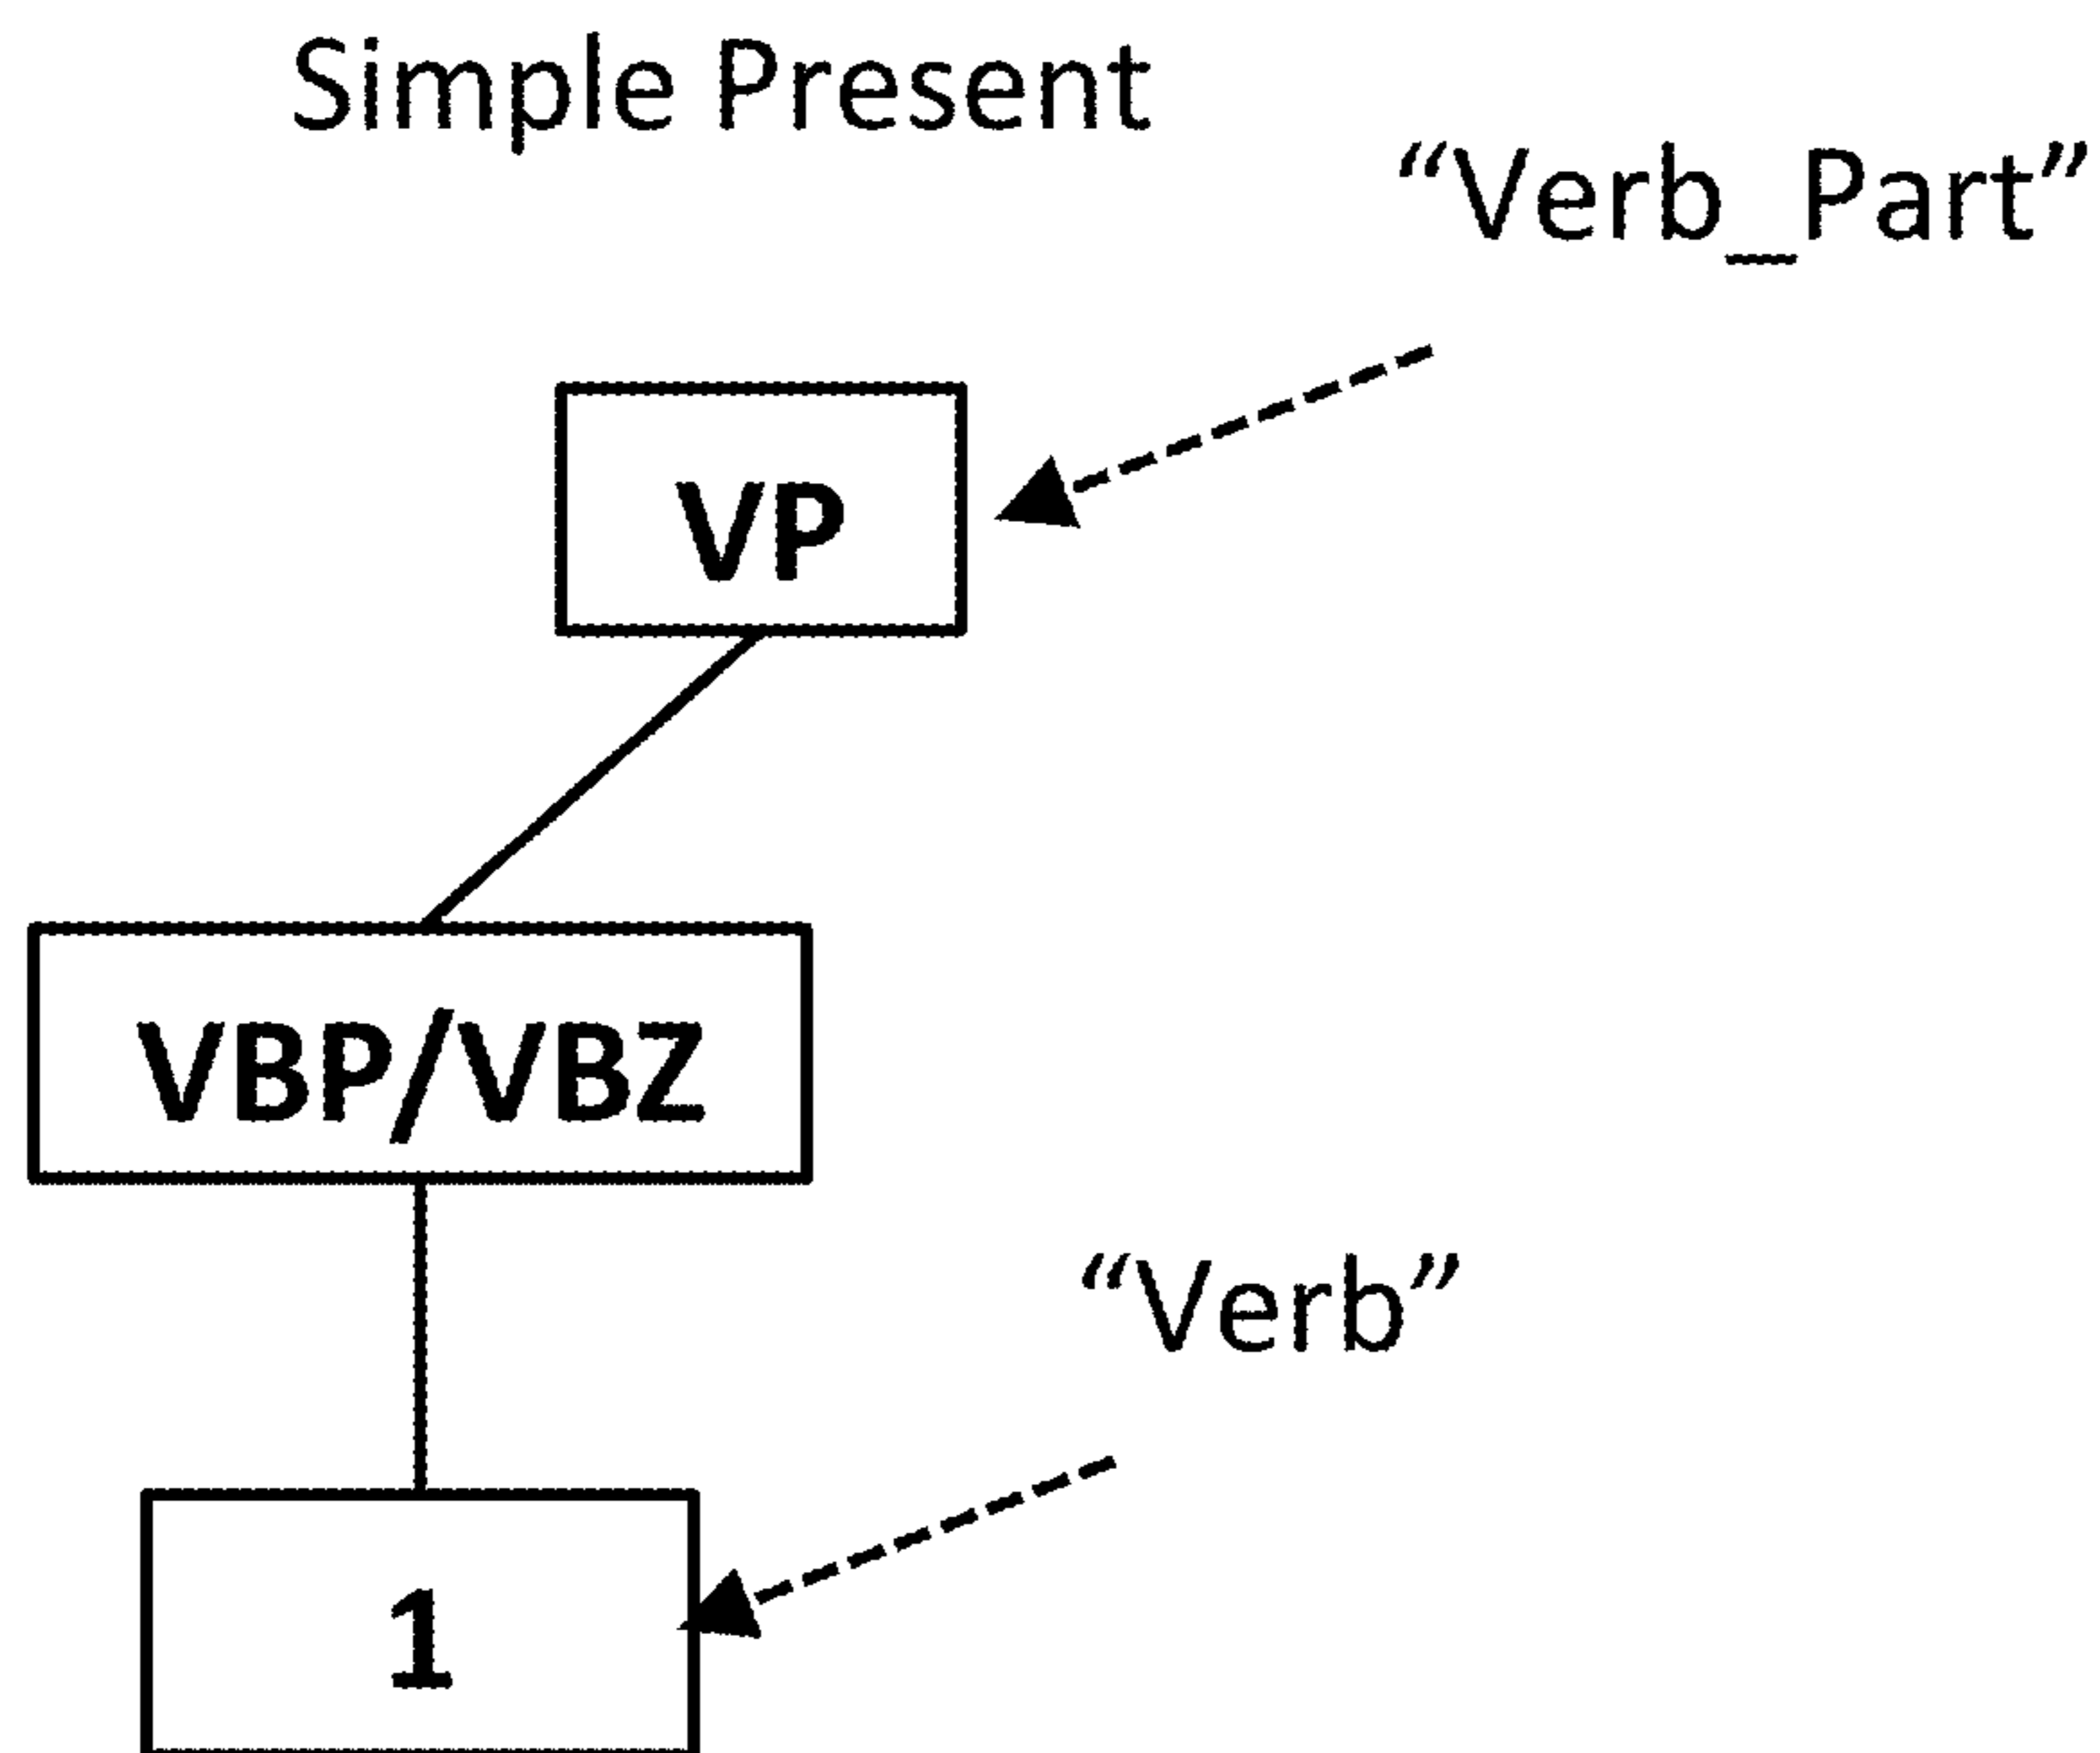 Simple Present
“Verb_Part”
VP
VBP/VBZ
“Verb”
1